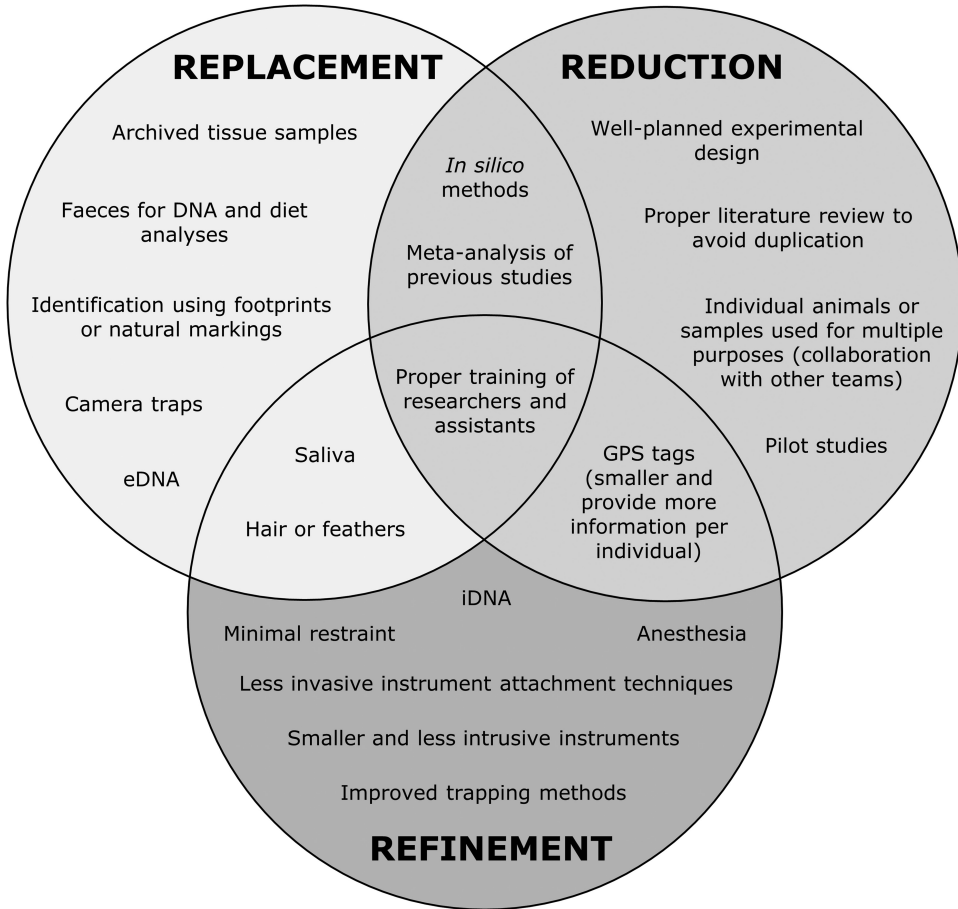 REPLACEMENT
Archived tissue samples
Faeces for DNA and diet
analyses
Identification using footprints
or natural markings
Camera traps
eDNA
In silico
methods
Meta-analysis of
previous studies
REDUCTION
Well-planned experimental
design
Proper literature review to
avoid duplication
Individual animals or
samples used for multiple
purposes (collaboration
with other teams)
Pilot studies
Proper training of
researchers and
assistants
Saliva
Hair or feathers
GPS tags
(smaller and
provide more
information per
individual)
iDNA
Minimal restraint
Anesthesia
Less invasive instrument attachment techniques
Smaller and less intrusive instruments
Improved trapping methods
REFINEMENT